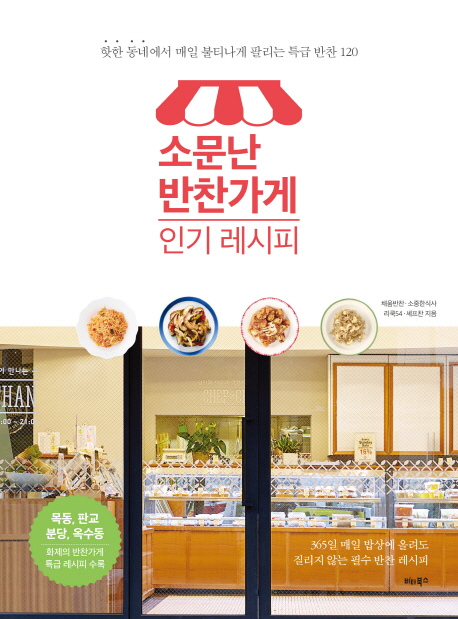 핫한 동네에서 매일 불티나게 팔리는 특급 반찬 120
소문난
반찬가게
인기 레시피
채움반찬·소중한식사
리쿡54·셰프찬 지음
CHEF
묵동, 판교
분당, 옥수동
화제의 반찬가게
특급 레시피 수록
365일 매일 밥상에 올려도
질리지 않는 필수 반찬 레시피
비타북스